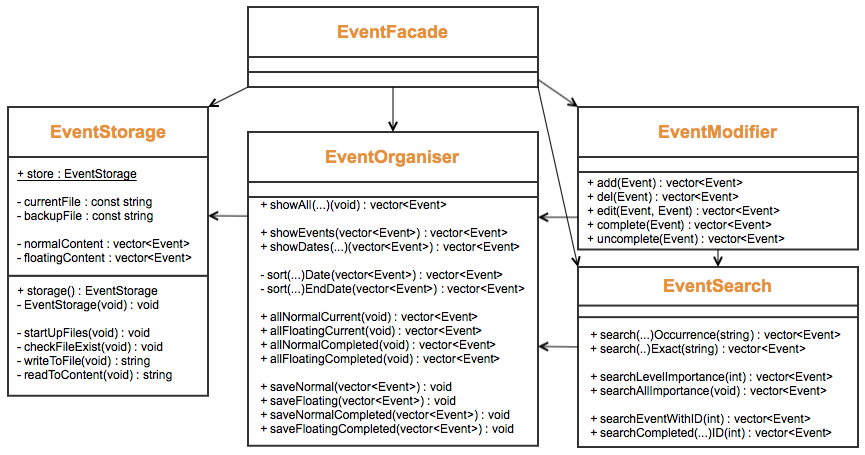 EventFacade
EventStorage
+ store : EventStorage
- currentFile : const string
- backupFile : const string
- normalContent : vector<Event>
- floatingContent : vector<Event>
+ storage() : EventStorage
- EventStorage(void) : void
- startUpFiles(void) : void
- checkFileExist(void) : void
- writeToFile(void) : string
- readToContent(void) : string
EventOrganiser
+ showAll(...)(void) : vector<Event>
+ showEvents(vector<Event>) : vector<Event>
+ showDates(...)(vector<Event>) : vector<Event>
- sort(...)Date(vector<Event>) : vector<Event>
- sort(...)EndDate(vector<Event>) : vector<Event>
+ allNormalCurrent(void) : vector<Event>
+ allFloatingCurrent(void) : vector<Event>
+ allNormalCompleted(void) : vector<Event>
+ allFloatingCompleted(void) : vector<Event>
+ saveNormal(vector<Event>) : void
+ saveFloating(vector<Event>) : void
+ saveNormalCompleted(vector<Event>) : void
+ saveFloatingCompleted(vector<Event>) : void
EventModifier
+ add(Event) : vector<Event>
+ del(Event) : vector<Event>
+ edit(Event, Event) : vector<Event>
+ complete(Event) : vector<Event>
+ uncomplete(Event) : vector<Event>
EventSearch
+ search(...)Occurrence(string) : vector<Event>
+ search(..)Exact(string) : vector<Event>
+ searchLevelImportance(int) : vector<Event>
+ searchAllImportance(void) : vector<Event>
+ searchEventWithID(int) : vector<Event>
+ searchCompleted(...)ID(int) : vector<Event>